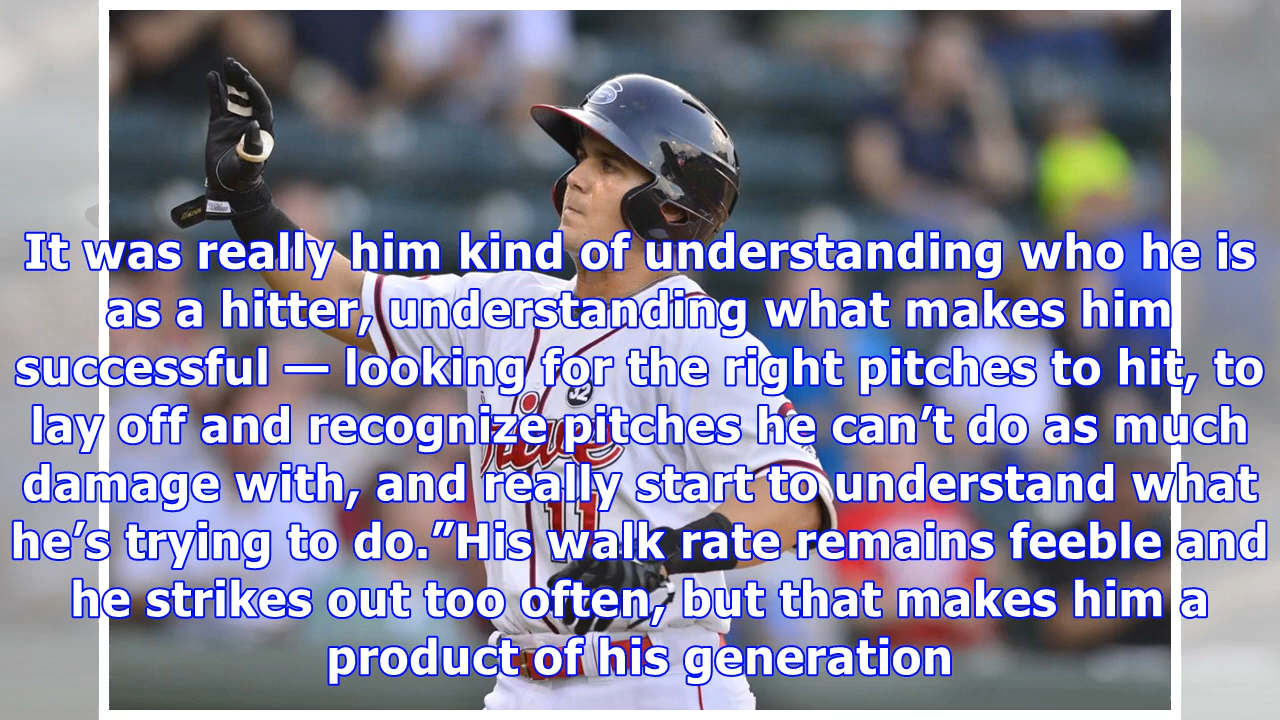 It was really him kind of understanding who he is
as a hitter, understanding what makes him
successful — looking for the right pitches to hit, to
lay off and recognize pitches he can’t do as much
damage with, and really start to understand what
he’s trying to do.”His walk rate remains feeble and
he strikes out too often, but that makes him a
product of his generation
32
Drive
11